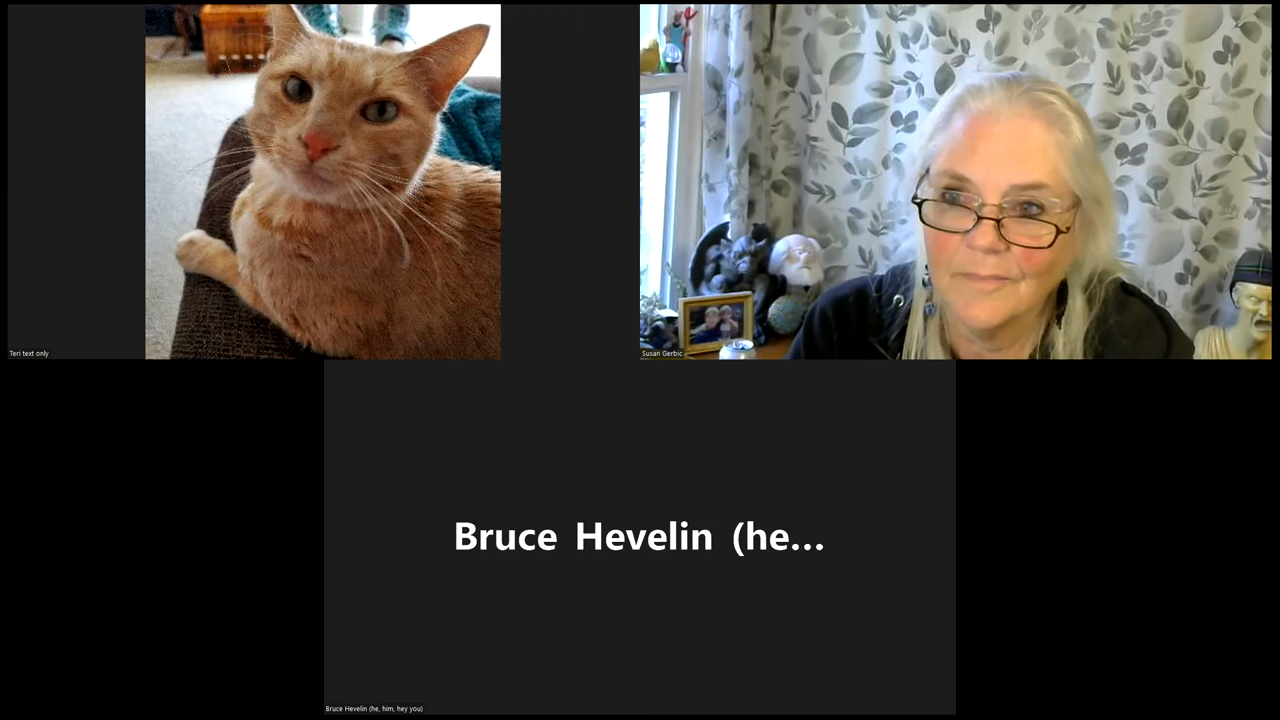 Teri text only
Susan Gerbic
Bruce Hevelin (he...
Bruce Hevelin (he, him, hey you)